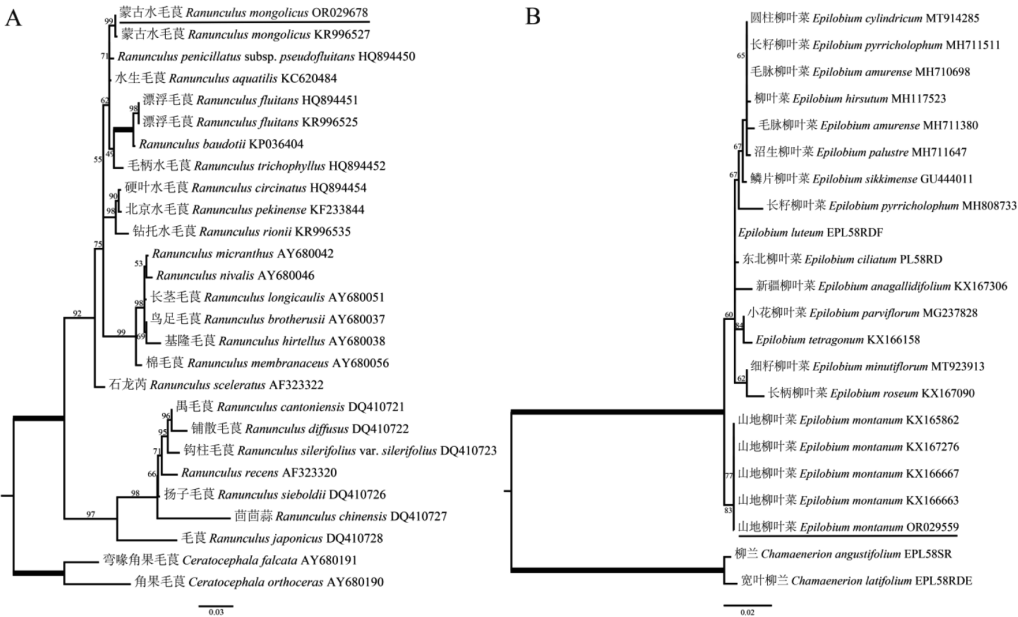 A
蒙古水毛茛 Ranunculus mongolicus OR029678
蒙古水毛茛 Ranunculus mongolicus KR996527
Ranunculus penicillatus subsp. pseudofluitans HQ894450
水生毛茛 Ranunculus aquatilis KC620484
漂浮毛茛 Ranunculus fluitans HQ894451
漂浮毛茛 Ranunculus fluitans KR996525
Ranunculus baudotii KP036404
毛柄水毛茛 Ranunculus trichophyllus HQ894452
硬叶水毛茛 Ranunculus circinatus HQ894454
北京水毛茛 Ranunculus pekinense KF233844
钻托水毛茛 Ranunculus rionii KR996535
Ranunculus micranthus AY680042
Ranunculus nivalis AY680046
长茎毛茛 Ranunculus longicaulis AY680051
鸟足毛茛 Ranunculus brotherusii AY680037
基隆毛茛 Ranunculus hirtellus AY680038
棉毛茛 Ranunculus membranaceus AY680056
石龙芮 Ranunculus sceleratus AF323322
禺毛茛 Ranunculus cantoniensis DQ410721
铺散毛茛 Ranunculus diffusus DQ410722
钩柱毛茛 Ranunculus silerifolius var. silerifolius DQ410723
Ranunculus recens AF323320
扬子毛茛 Ranunculus sieboldii DQ410726
茴茴蒜 Ranunculus chinensis DQ410727
毛茛 Ranunculus japonicus DQ410728
弯喙角果毛茛 Ceratocephala falcata AY680191
角果毛茛 Ceratocephala orthoceras AY680190
99
71
62
98
45
55
90
98
75
53
98
69
99
92
96
95
71
66
98
97
0.03
B
圆柱柳叶菜 Epilobium cylindricum MT914285
长籽柳叶菜 Epilobium pyrricholophum MH711511
毛脉柳叶菜 Epilobium amurense MH710698
柳叶菜 Epilobium hirsutum MH117523
毛脉柳叶菜 Epilobium amurense MH711380
沼生柳叶菜 Epilobium palustre MH711647
鳞片柳叶菜 Epilobium sikkimense GU444011
长籽柳叶菜 Epilobium pyrricholophum MH808733
Epilobium luteum EPL58RDF
东北柳叶菜 Epilobium ciliatum PL58RD
新疆柳叶菜 Epilobium anagallidifolium KX167306
小花柳叶菜 Epilobium parviflorum MG237828
Epilobium tetragonum KX166158
细籽柳叶菜 Epilobium minutiflorum MT923913
长柄柳叶菜 Epilobium roseum KX167090
山地柳叶菜 Epilobium montanum KX165862
山地柳叶菜 Epilobium montanum KX167276
山地柳叶菜 Epilobium montanum KX166667
山地柳叶菜 Epilobium montanum KX166663
山地柳叶菜 Epilobium montanum OR029559
柳兰 Chamaenerion angustifolium EPL58SR
宽叶柳兰 Chamaenerion latifolium EPL58RDE
65
67
67
60
84
62
77
83
0.02